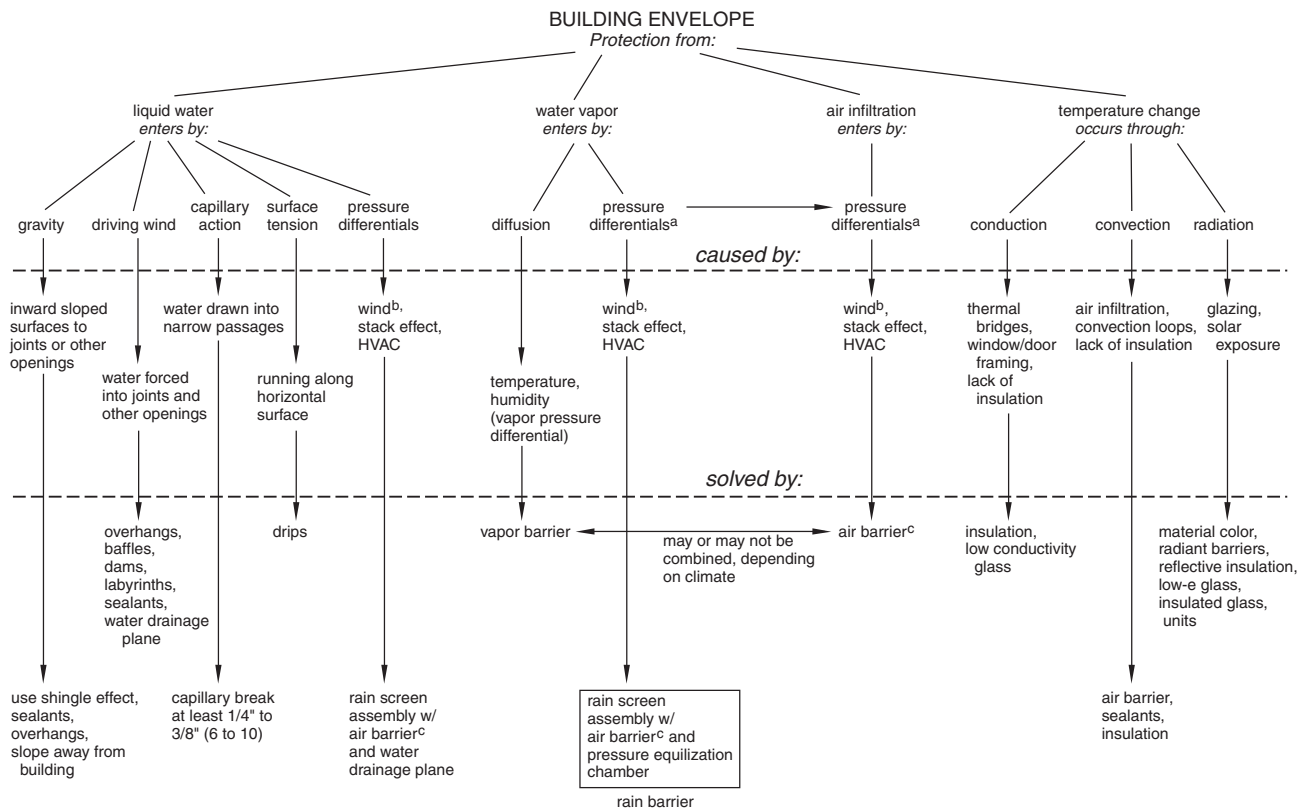 BUILDING ENVELOPE
Protection from:
liquid water
enters by:
water vapor
enters by:
air infiltration
enters by:
temperature change
occurs through:
gravity
driving wind
capillary
action
surface
tension
pressure
differentials
diffusion
pressure
differentialsᵃ
pressure
differentialsᵃ
conduction
convection
radiation
caused by:
inward sloped
surfaces to
joints or other
openings
water forced
into joints and
other openings
water drawn into
narrow passages
running along
horizontal
surface
windᵇ,
stack effect,
HVAC
temperature,
humidity
(vapor pressure
differential)
windᵇ,
stack effect,
HVAC
windᵇ,
stack effect,
HVAC
thermal
bridges,
window/door
framing,
lack of
insulation
air infiltration,
convection loops,
lack of insulation
glazing,
solar
exposure
solved by:
overhangs,
baffles,
dams,
labyrinths,
sealants,
water drainage
plane
drips
vapor barrier
may or may not be
combined, depending
on climate
air barrierᶜ
insulation,
low conductivity
glass
material color,
radiant barriers,
reflective insulation,
low-e glass,
insulated glass,
units
use shingle effect,
sealants,
overhangs,
slope away from
building
capillary break
at least 1/4" to
3/8" (6 to 10)
rain screen
assembly w/
air barrierᶜ
and water
drainage plane
rain screen
assembly w/
air barrierᶜ and
pressure equilization
chamber
rain barrier
air barrier,
sealants,
insulation